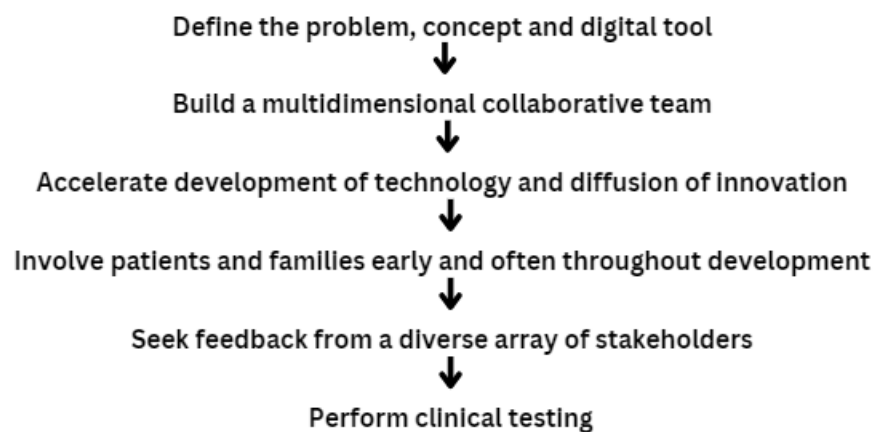 Define the problem, concept and digital tool
Build a multidimensional collaborative team
Accelerate development of technology and diffusion of innovation
Involve patients and families early and often throughout development
Seek feedback from a diverse array of stakeholders
Perform clinical testing